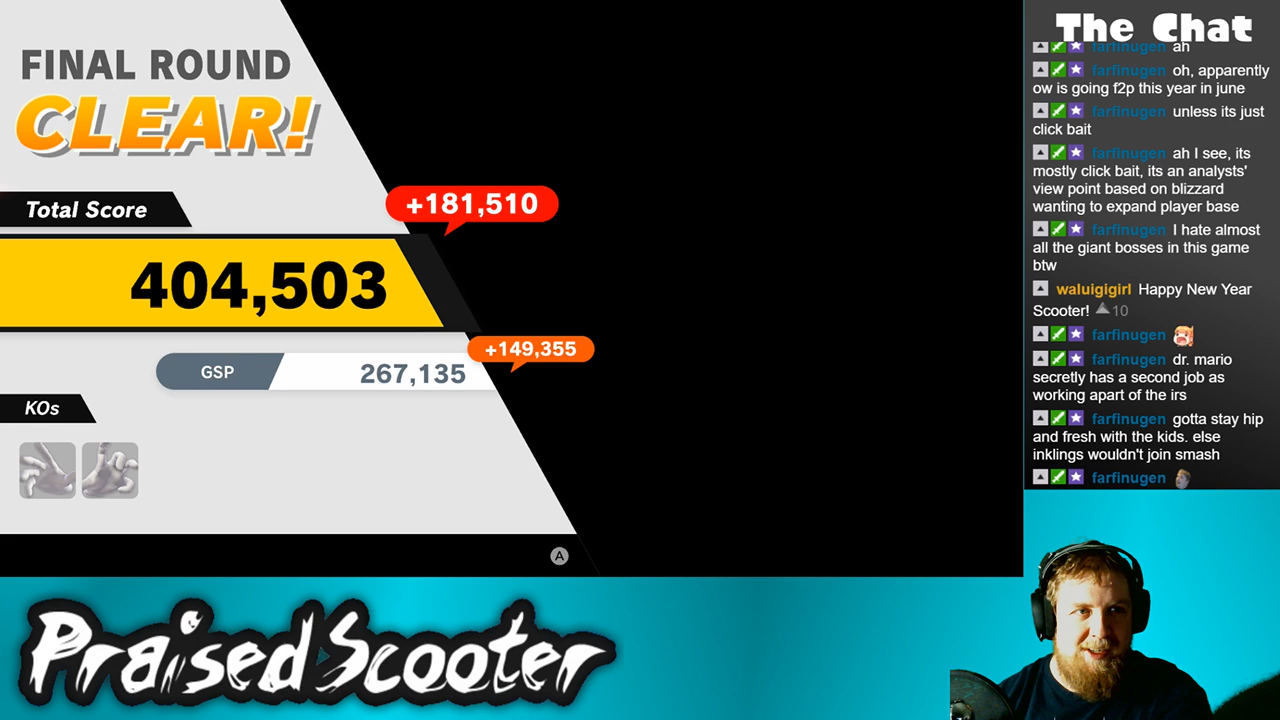 FINAL ROUND
CLEAR!
Total Score
+181,510
404,503
+149,355
GSP
267,135
KOs
A
PraisedScooter
The Chat
farfinugen ah
farfinugen oh, apparently
ow is going f2p this year in june
farfinugen unless its just
click bait
farfinugen ah I see, its
mostly click bait, its an analysts'
view point based on blizzard
wanting to expand player base
farfinugen I hate almost
all the giant bosses in this game
btw
waluigigirl Happy New Year
Scooter! 10
farfinugen
farfinugen dr. mario
secretly has a second job as
working apart of the irs
farfinugen gotta stay hip
and fresh with the kids. else
inklings wouldn't join smash
farfinugen